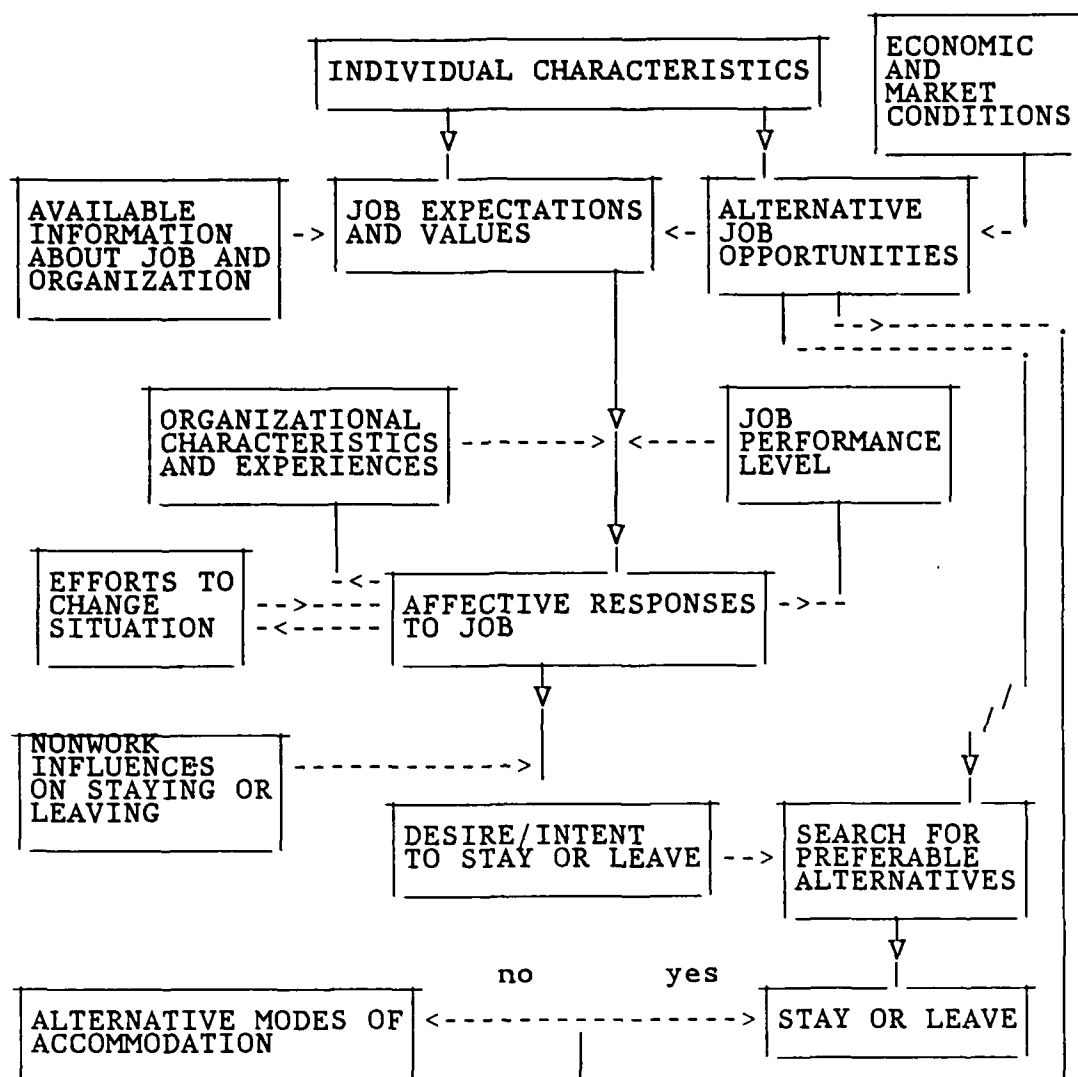 INDIVIDUAL CHARACTERISTICS
ECONOMIC
AND
MARKET
CONDITIONS
AVAILABLE
INFORMATION
ABOUT JOB AND
ORGANIZATION
JOB EXPECTATIONS
AND VALUES
ALTERNATIVE
JOB
OPPORTUNITIES
ORGANIZATIONAL
CHARACTERISTICS
AND EXPERIENCES
JOB
PERFORMANCE
LEVEL
EFFORTS TO
CHANGE
SITUATION
AFFECTIVE RESPONSES
TO JOB
NONWORK
INFLUENCES
ON STAYING OR
LEAVING
DESIRE/INTENT
TO STAY OR LEAVE
SEARCH FOR
PREFERABLE
ALTERNATIVES
no yes
ALTERNATIVE MODES OF
ACCOMMODATION
STAY OR LEAVE